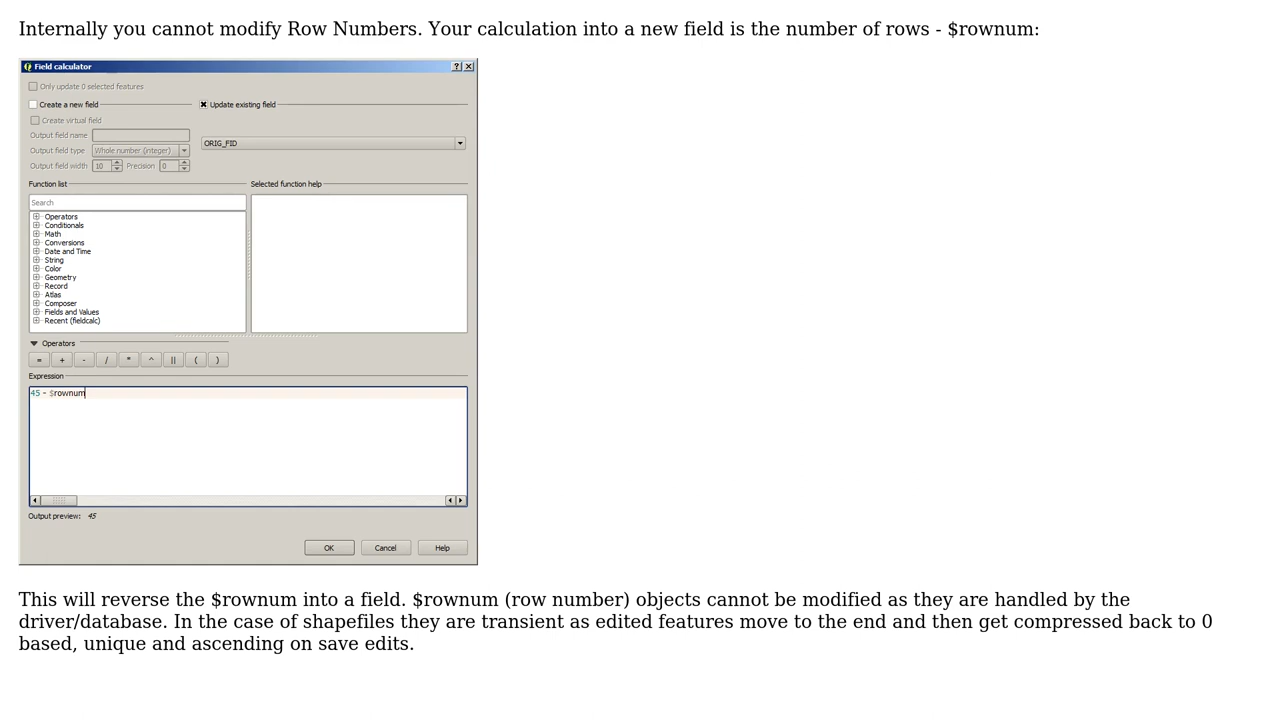 Internally you cannot modify Row Numbers. Your calculation into a new field is the number of rows - $rownum:
Field calculator
Only update 0 selected features
Create a new field
Update existing field
Create virtual field
Output field name
ORIG_FID
Output field type Whole number (integer)
Output field width 10 Precision 0
Function list
Selected function help
Search
Operators
Conditionals
Math
Conversions
Date and Time
String
Color
Geometry
Record
Atlas
Composer
Fields and Values
Recent (fieldcalc)
Operators
= + - / * ^ || ( )
Expression
45 - $rownum
Output preview: 45
OK Cancel Help
This will reverse the $rownum into a field. $rownum (row number) objects cannot be modified as they are handled by the
driver/database. In the case of shapefiles they are transient as edited features move to the end and then get compressed back to 0
based, unique and ascending on save edits.